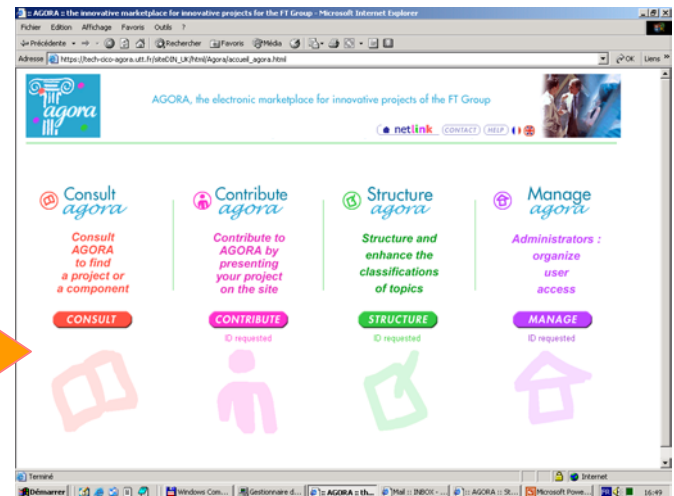 :: AGORA :: the innovative marketplace for innovative projects for the FT Group - Microsoft Internet Explorer
Fichier Edition Affichage Favoris Outils ?
Précédente Rechercher Favoris Média
Adresse https://tech-cico-agora.utt.fr/siteDIN_UK/html/Agora/accueil_agora.html OK Liens »
agora
AGORA, the electronic marketplace for innovative projects of the FT Group
netlink CONTACT HELP
Consult agora
Contribute agora
Structure agora
Manage agora
Consult AGORA to find a project or a component
Contribute to AGORA by presenting your project on the site
Structure and enhance the classifications of topics
Administrators : organize user access
CONSULT CONTRIBUTE STRUCTURE MANAGE
ID requested ID requested ID requested
Terminé Internet
Démarrer Windows Com... Gestionnaire d... :: AGORA :: th... Mail :: INBOX - ... :: AGORA :: St... Microsoft Powe... 16:49